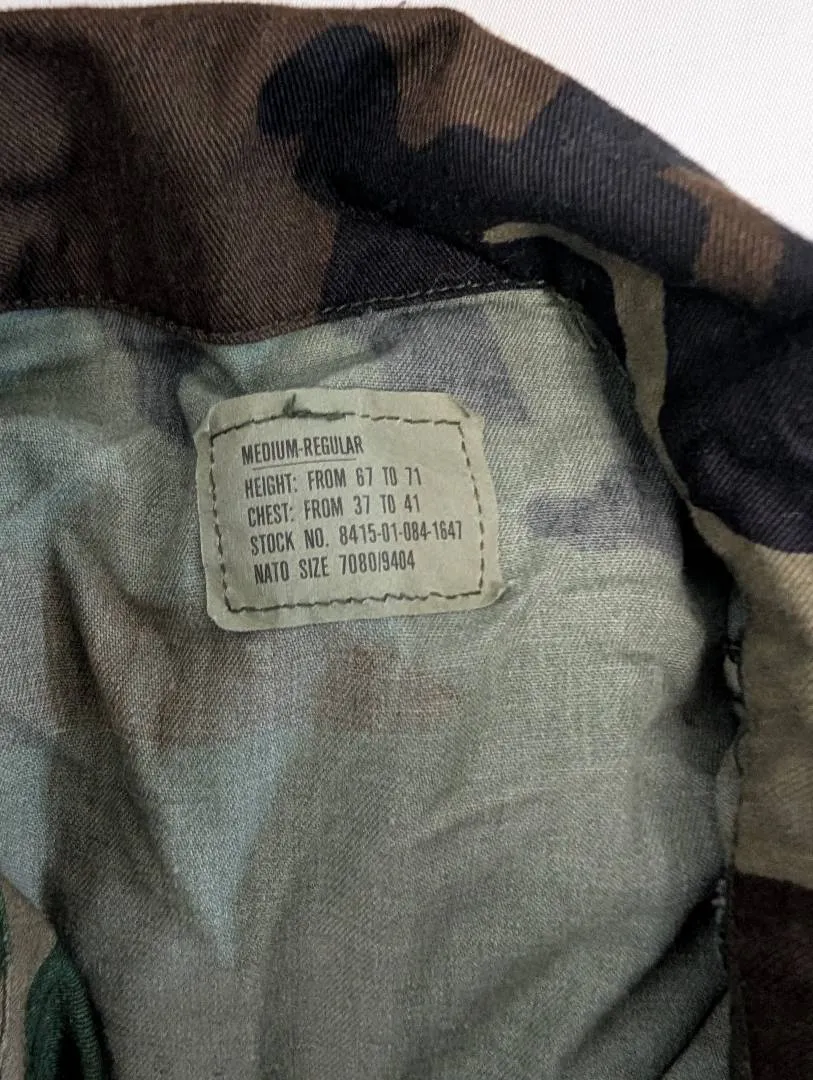 MEDIUM-REGULAR
HEIGHT: FROM 67 TO 71
CHEST: FROM 37 TO 41
STOCK NO. 8415-01-084-1647
NATO SIZE 7080/9404